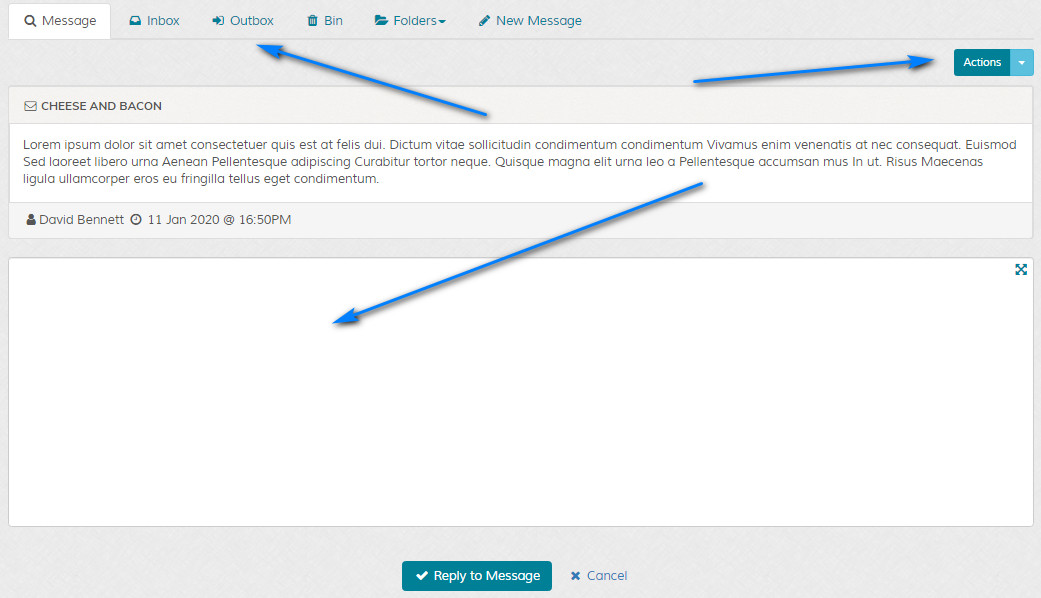 Message Inbox Outbox Bin Folders New Message
Actions
CHEESE AND BACON
Lorem ipsum dolor sit amet consectetuer quis est at felis dui. Dictum vitae sollicitudin condimentum condimentum Vivamus enim venenatis at nec consequat. Euismod
Sed laoreet libero urna Aenean Pellentesque adipiscing Curabitur tortor neque. Quisque magna elit urna leo a Pellentesque accumsan mus In ut. Risus Maecenas
ligula ullamcorper eros eu fringilla tellus eget condimentum.
David Bennett 11 Jan 2020 @ 16:50PM
Reply to Message Cancel